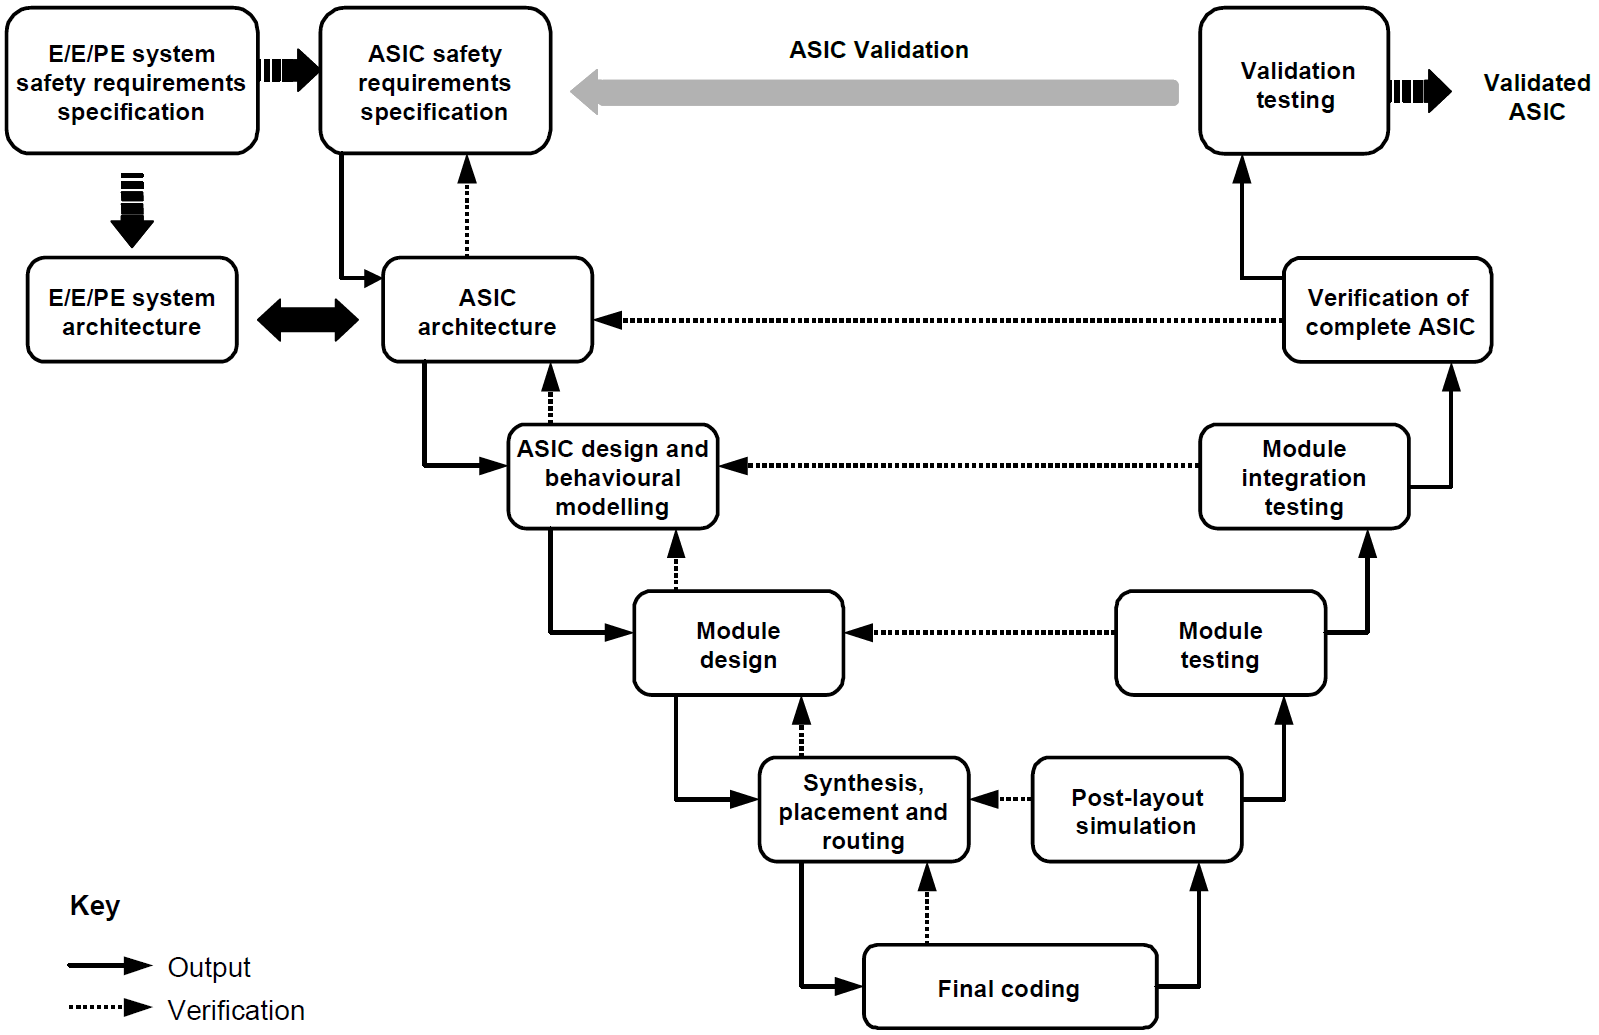 E/E/PE system
safety requirements
specification
ASIC safety
requirements
specification
ASIC Validation
Validation
testing
Validated
ASIC
E/E/PE system
architecture
ASIC
architecture
Verification of
complete ASIC
ASIC design and
behavioural
modelling
Module
integration
testing
Module
design
Module
testing
Synthesis,
placement and
routing
Post-layout
simulation
Final coding
Key
Output
Verification